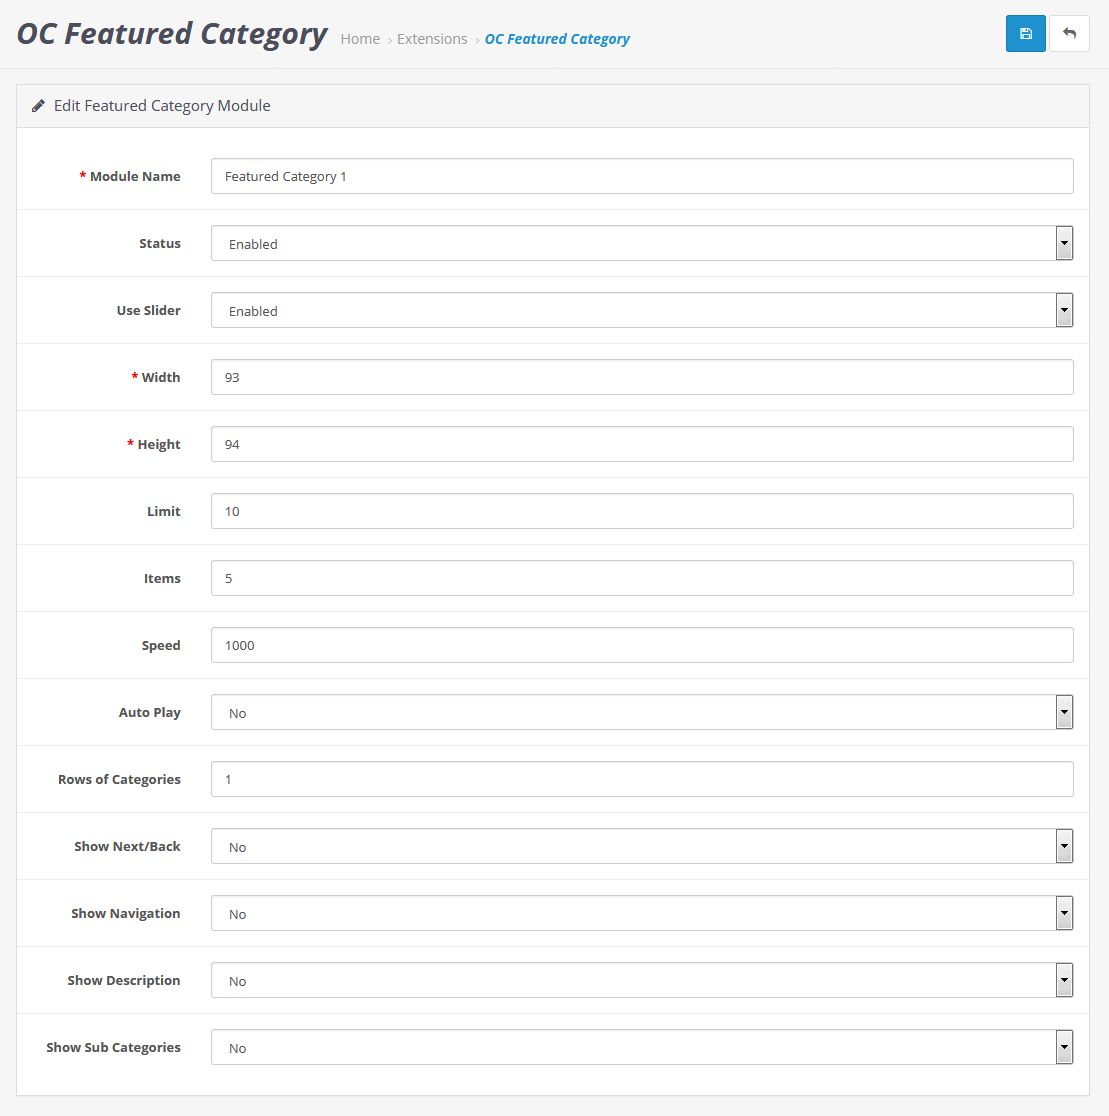 OC Featured Category Home › Extensions › OC Featured Category
Edit Featured Category Module
* Module Name Featured Category 1
Status Enabled
Use Slider Enabled
* Width 93
* Height 94
Limit 10
Items 5
Speed 1000
Auto Play No
Rows of Categories 1
Show Next/Back No
Show Navigation No
Show Description No
Show Sub Categories No